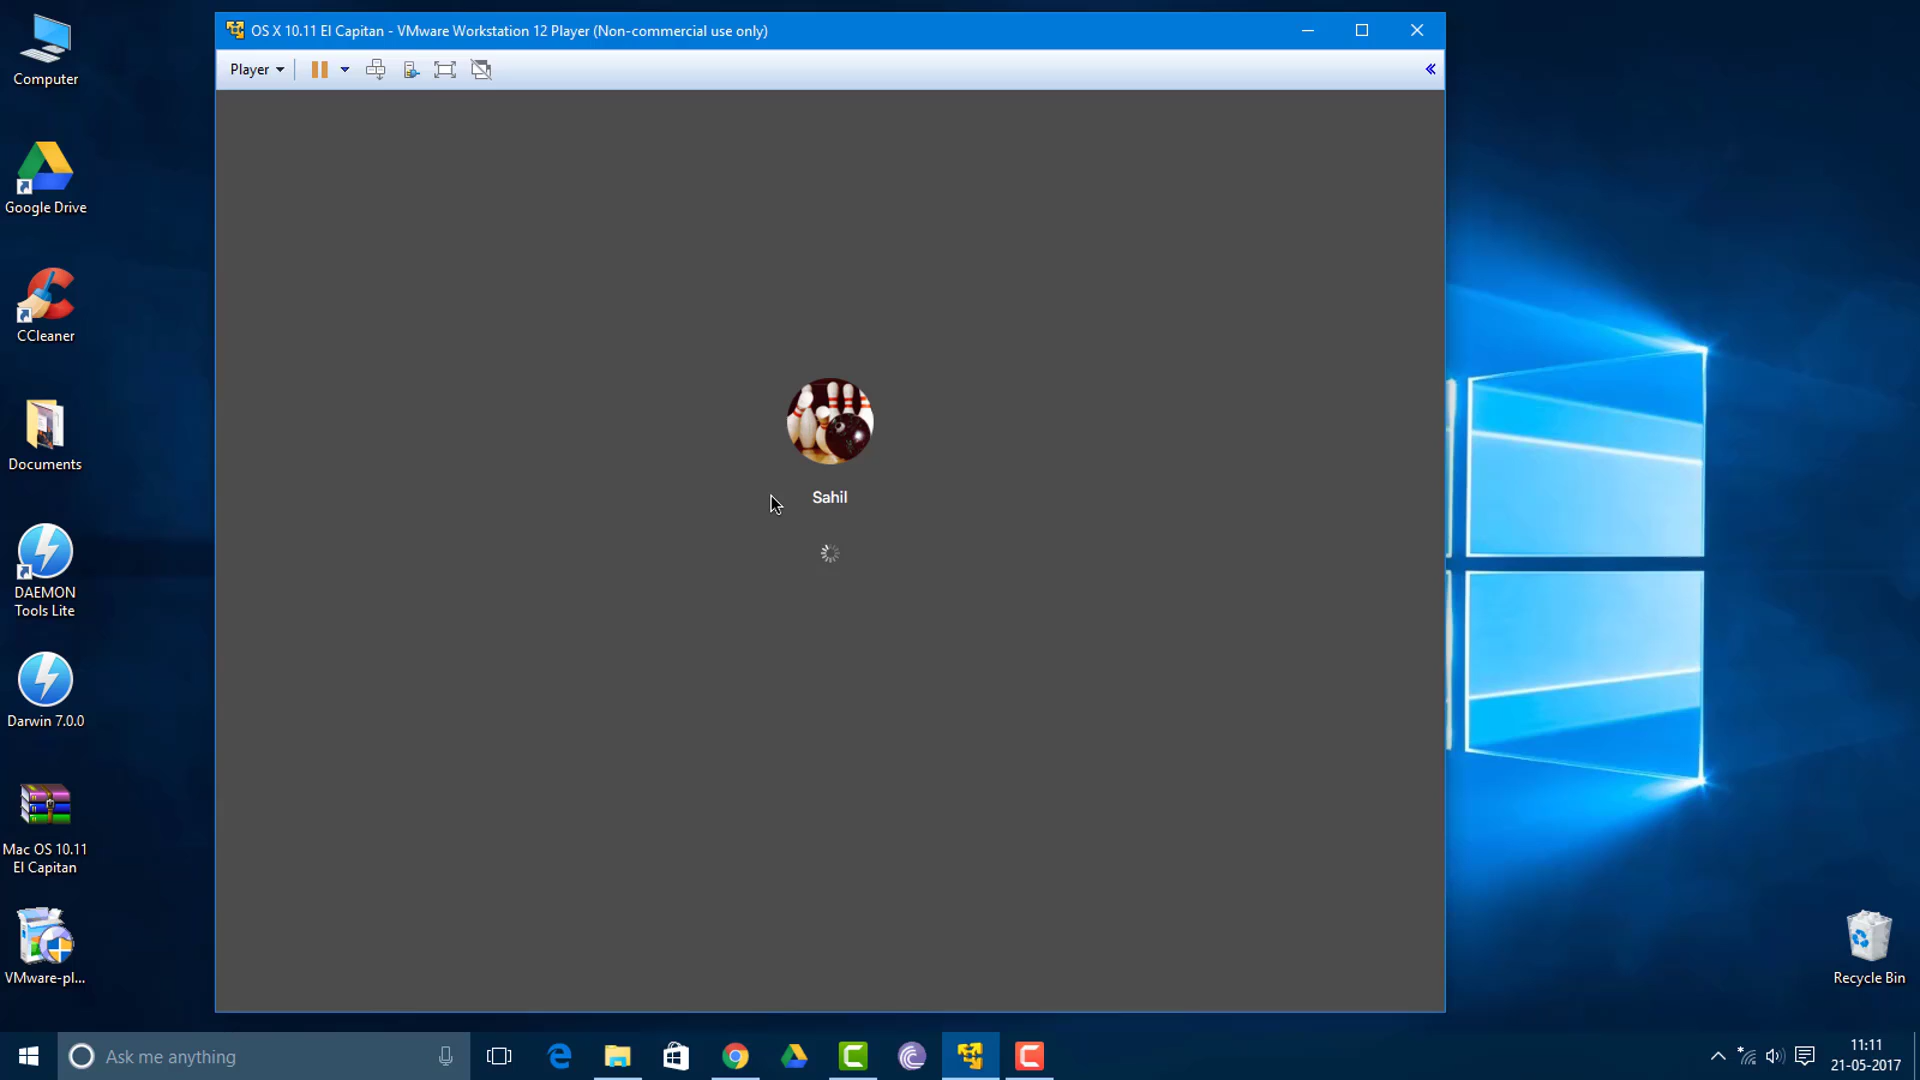 OS X 10.11 El Capitan - VMware Workstation 12 Player (Non-commercial use only)
Player
Computer
Google Drive
CCleaner
Documents
DAEMON
Tools Lite
Darwin 7.0.0
Mac OS 10.11
El Capitan
VMware-pl...
Sahil
Recycle Bin
Ask me anything
11:11
21-05-2017